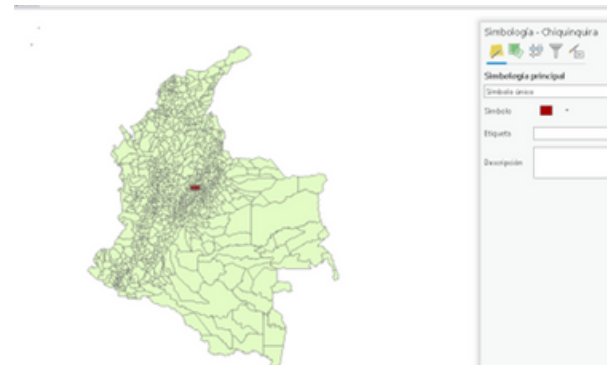 Simbología - Chiquinquira
Simbología principal
Símbolo único
Símbolo
Etiqueta
Descripción